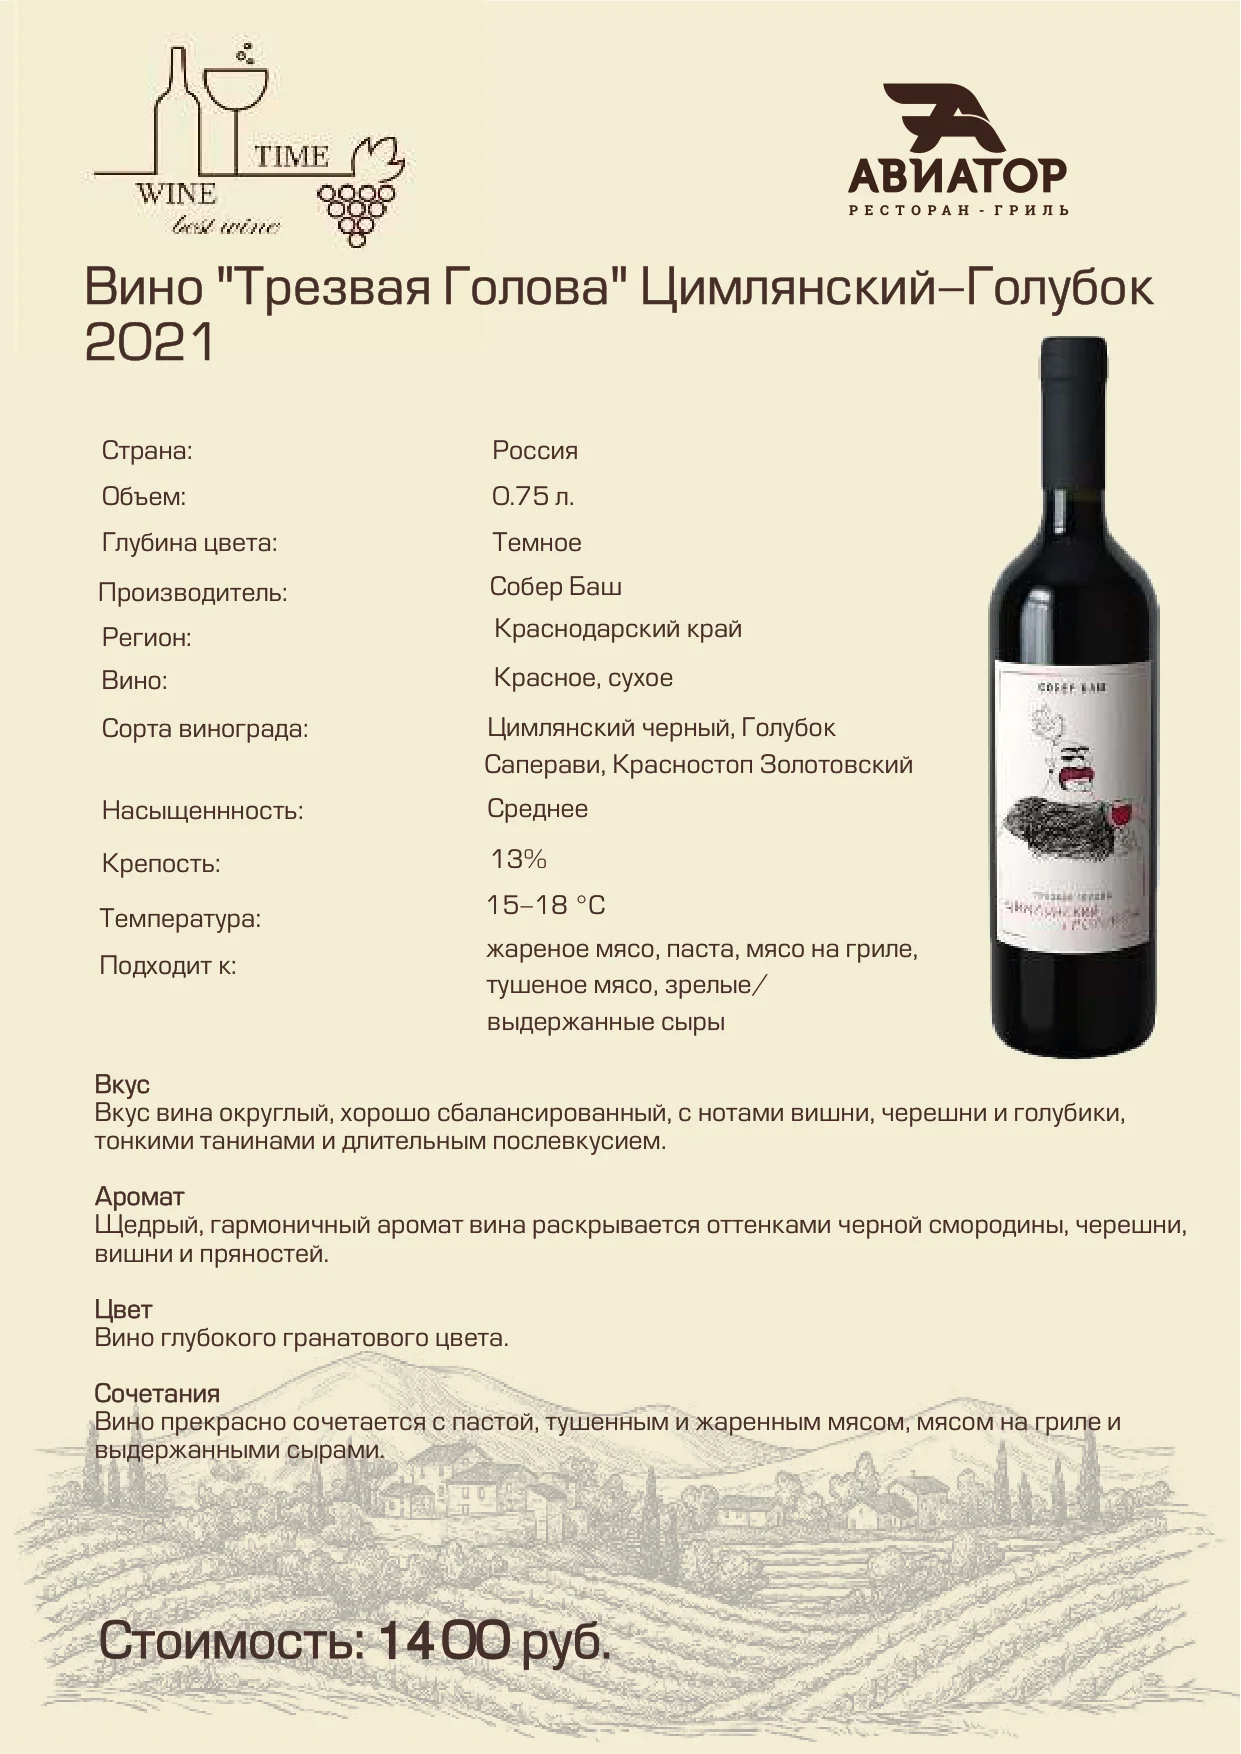 TIME
WINE
best wine
АВИАТОР
РЕСТОРАН - ГРИЛЬ
Вино "Трезвая Голова" Цимлянский-Голубок
2021
Страна: Россия
Объем: 0.75 л.
Глубина цвета: Темное
Производитель: Собер Баш
Регион: Краснодарский край
Вино: Красное, сухое
Сорта винограда: Цимлянский черный, Голубок
Саперави, Красностоп Золотовский
Насыщеннность: Среднее
Крепость: 13%
Температура: 15-18 °C
Подходит к: жареное мясо, паста, мясо на гриле,
тушеное мясо, зрелые/
выдержанные сыры
СОБЕР БАШ
ТРЕЗВАЯ ГОЛОВА
ЦИМЛЯНСКИЙ
ГОЛУБОК
Вкус
Вкус вина округлый, хорошо сбалансированный, с нотами вишни, черешни и голубики,
тонкими танинами и длительным послевкусием.
Аромат
Щедрый, гармоничный аромат вина раскрывается оттенками черной смородины, черешни,
вишни и пряностей.
Цвет
Вино глубокого гранатового цвета.
Сочетания
Вино прекрасно сочетается с пастой, тушенным и жаренным мясом, мясом на гриле и
выдержанными сырами.
Стоимость: 1400 руб.